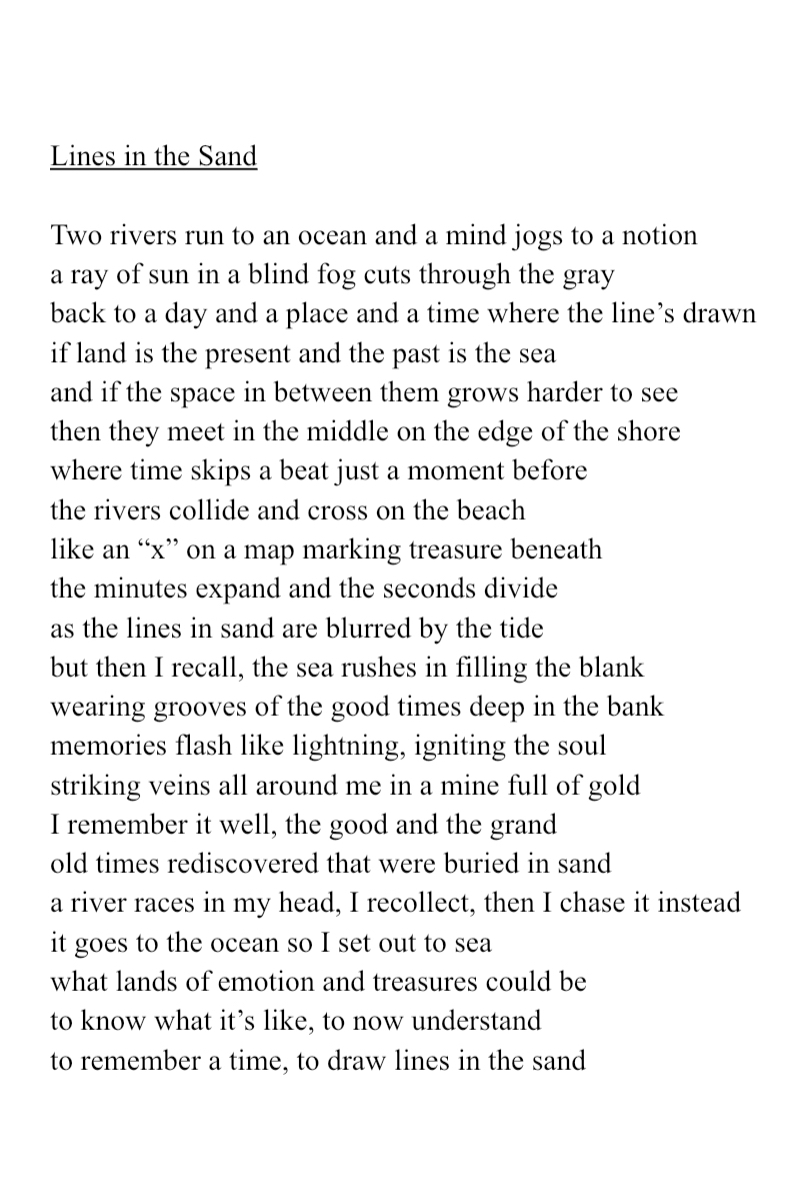 Lines in the Sand
Two rivers run to an ocean and a mind jogs to a notion
a ray of sun in a blind fog cuts through the gray
back to a day and a place and a time where the line’s drawn
if land is the present and the past is the sea
and if the space in between them grows harder to see
then they meet in the middle on the edge of the shore
where time skips a beat just a moment before
the rivers collide and cross on the beach
like an “x” on a map marking treasure beneath
the minutes expand and the seconds divide
as the lines in sand are blurred by the tide
but then I recall, the sea rushes in filling the blank
wearing grooves of the good times deep in the bank
memories flash like lightning, igniting the soul
striking veins all around me in a mine full of gold
I remember it well, the good and the grand
old times rediscovered that were buried in sand
a river races in my head, I recollect, then I chase it instead
it goes to the ocean so I set out to sea
what lands of emotion and treasures could be
to know what it’s like, to now understand
to remember a time, to draw lines in the sand